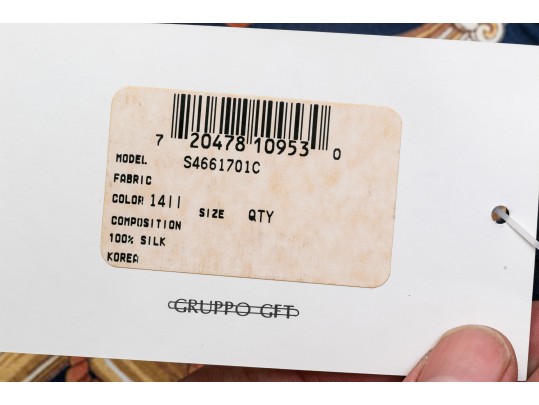 7 20478 10953 0
MODEL S4661701C
FABRIC
COLOR 1411 SIZE QTY
COMPOSITION
100% SILK
KOREA
GRUPPO GFT